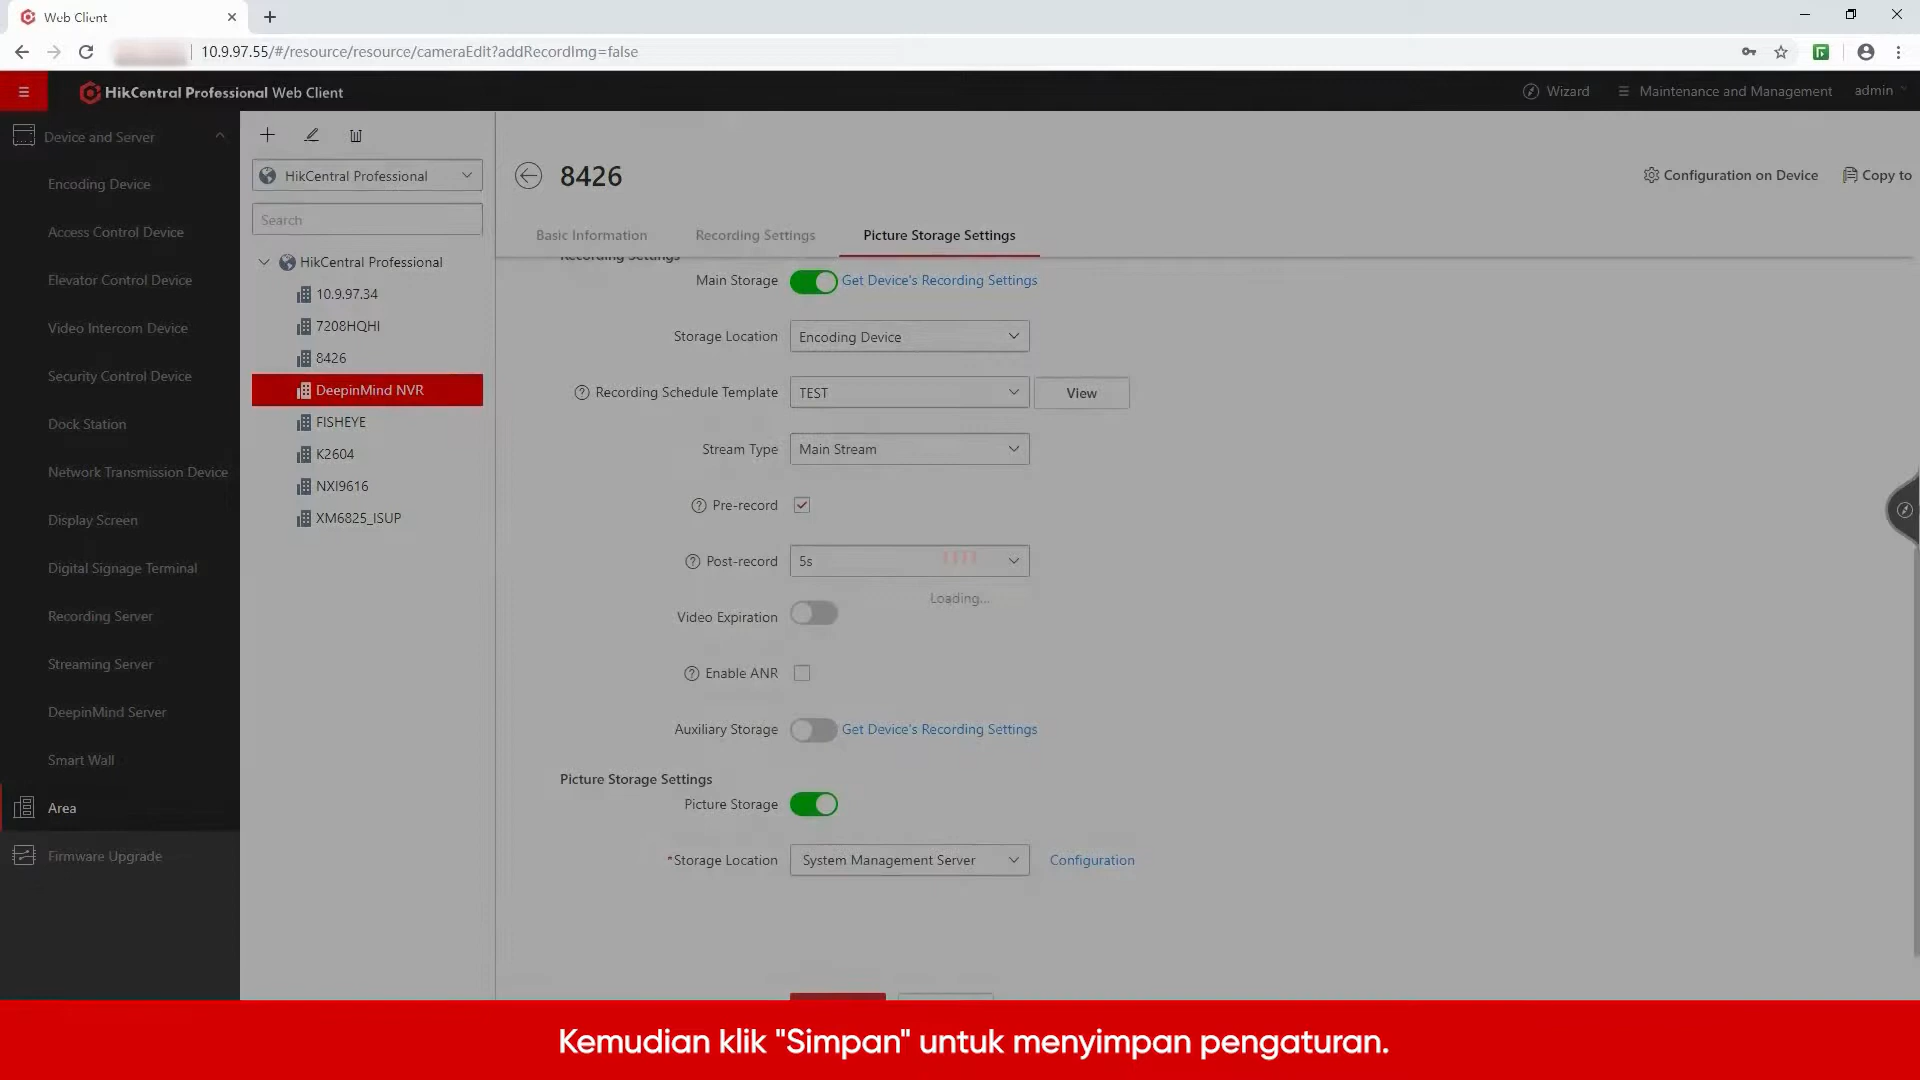 Web Client
10.9.97.55/#/resource/resource/cameraEdit?addRecordImg=false
HikCentral Professional Web Client
Wizard
Maintenance and Management
admin
Device and Server
Encoding Device
Access Control Device
Elevator Control Device
Video Intercom Device
Security Control Device
Dock Station
Network Transmission Device
Display Screen
Digital Signage Terminal
Recording Server
Streaming Server
DeepinMind Server
Smart Wall
Area
Firmware Upgrade
HikCentral Professional
Search
HikCentral Professional
10.9.97.34
7208HQHI
8426
DeepinMind NVR
FISHEYE
K2604
NXI9616
XM6825_ISUP
8426
Configuration on Device
Copy to
Basic Information
Recording Settings
Picture Storage Settings
Recording Settings
Main Storage
Get Device's Recording Settings
Storage Location
Encoding Device
Recording Schedule Template
TEST
View
Stream Type
Main Stream
Pre-record
Post-record
5s
Loading...
Video Expiration
Enable ANR
Auxiliary Storage
Get Device's Recording Settings
Picture Storage Settings
Picture Storage
*Storage Location
System Management Server
Configuration
Kemudian klik "Simpan" untuk menyimpan pengaturan.